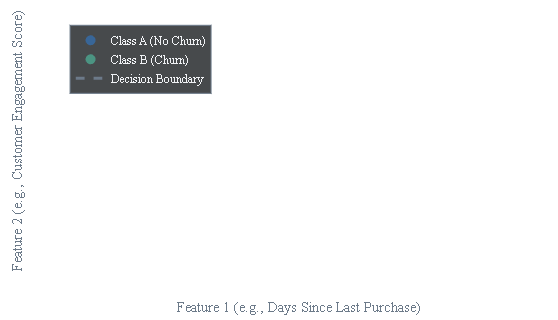 Class A (No Churn)
Class B (Churn)
Decision Boundary
Feature 2 (e.g., Customer Engagement Score)
Feature 1 (e.g., Days Since Last Purchase)